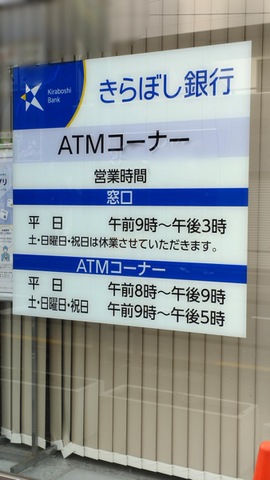 Kiraboshi
Bank
きらぼし銀行
ATMコーナー
営業時間
窓口
平 日 午前9時～午後3時
土・日曜日・祝日は休業させていただきます。
ATMコーナー
平 日 午前8時～午後9時
土・日曜日・祝日 午前9時～午後5時